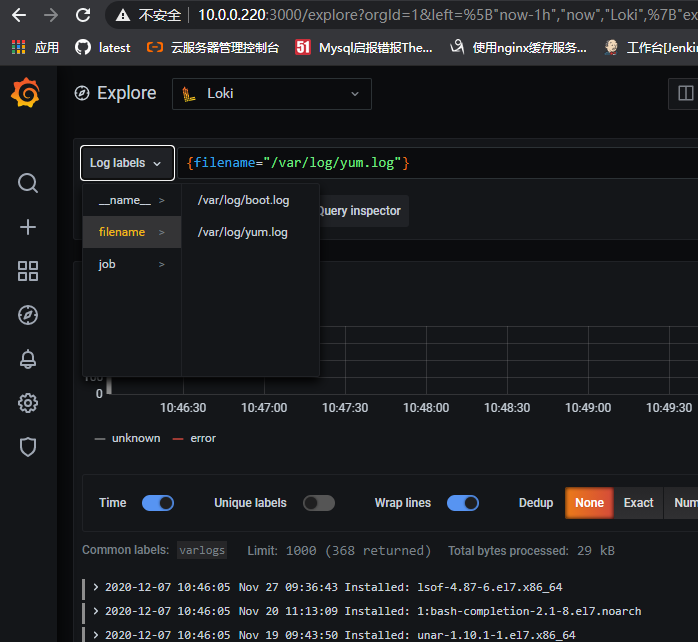 不安全 10.0.0.220:3000/explore?orgId=1&left=%5B"now-1h","now","Loki",%7B"ex
应用 latest 云服务器管理控制台 51 Mysql启报错报The... 使用nginx缓存服务... 工作台[Jenki
Explore Loki
Log labels {filename="/var/log/yum.log"}
__name__ > /var/log/boot.log
Query inspector
filename > /var/log/yum.log
job >
100
0
10:46:30 10:47:00 10:47:30 10:48:00 10:48:30 10:49:00 10:49:30
unknown error
Time Unique labels Wrap lines Dedup None Exact Num
Common labels: varlogs Limit: 1000 (368 returned) Total bytes processed: 29 kB
> 2020-12-07 10:46:05 Nov 27 09:36:43 Installed: lsof-4.87-6.el7.x86_64
> 2020-12-07 10:46:05 Nov 20 11:13:09 Installed: 1:bash-completion-2.1-8.el7.noarch
> 2020-12-07 10:46:05 Nov 19 09:43:50 Installed: unar-1.10.1-1.el7.x86_64